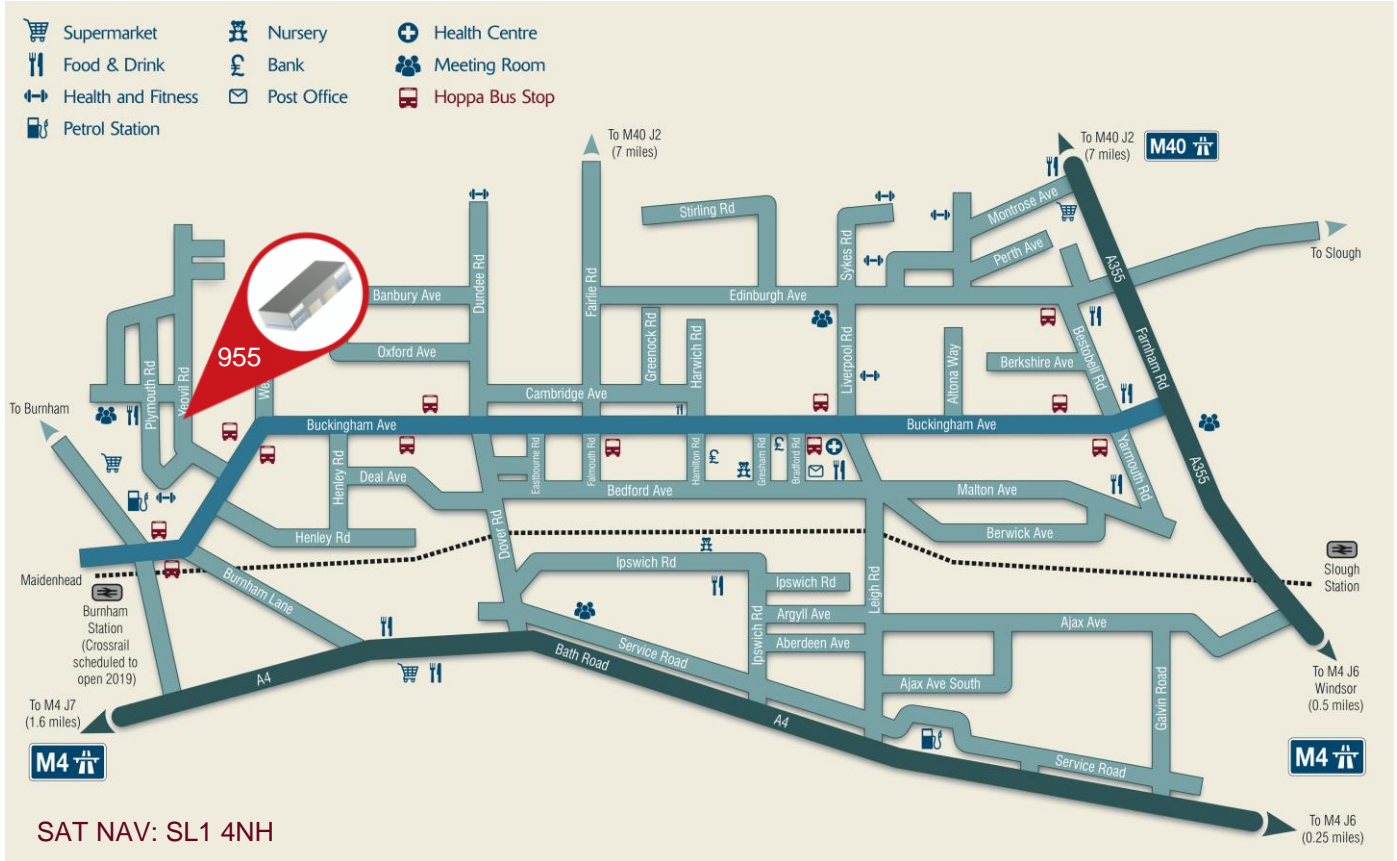 Supermarket
Food & Drink
Health and Fitness
Petrol Station
Nursery
Bank
Post Office
Health Centre
Meeting Room
Hoppa Bus Stop
To M40 J2
(7 miles)
To M40 J2
(7 miles)
M40
Montrose Ave
Stirling Rd
Perth Ave
Sykes Rd
To Slough
A355
Dundee Rd
Fairlie Rd
Banbury Ave
Edinburgh Ave
Farnham Rd
Greenock Rd
Harwich Rd
Liverpool Rd
Bestobell Rd
955
Oxford Ave
Altona Way
Berkshire Ave
Plymouth Rd
Yeovil Rd
We
Cambridge Ave
To Burnham
Buckingham Ave
Buckingham Ave
Henley Rd
Deal Ave
Eastbourne Rd
Falmouth Rd
Hamilton Rd
Gresham Rd
Bradford Rd
Yarmouth Rd
A355
Bedford Ave
Malton Ave
Henley Rd
Dover Rd
Berwick Ave
Maidenhead
Burnham
Station
(Crossrail
scheduled to
open 2019)
Burnham Lane
Ipswich Rd
Ipswich Rd
Leigh Rd
Slough
Station
Argyll Ave
Ajax Ave
Ipswich Rd
Aberdeen Ave
Service Road
Bath Road
A4
Ajax Ave South
Galvin Road
To M4 J6
Windsor
(0.5 miles)
To M4 J7
(1.6 miles)
A4
M4
M4
Service Road
To M4 J6
(0.25 miles)
SAT NAV: SL1 4NH